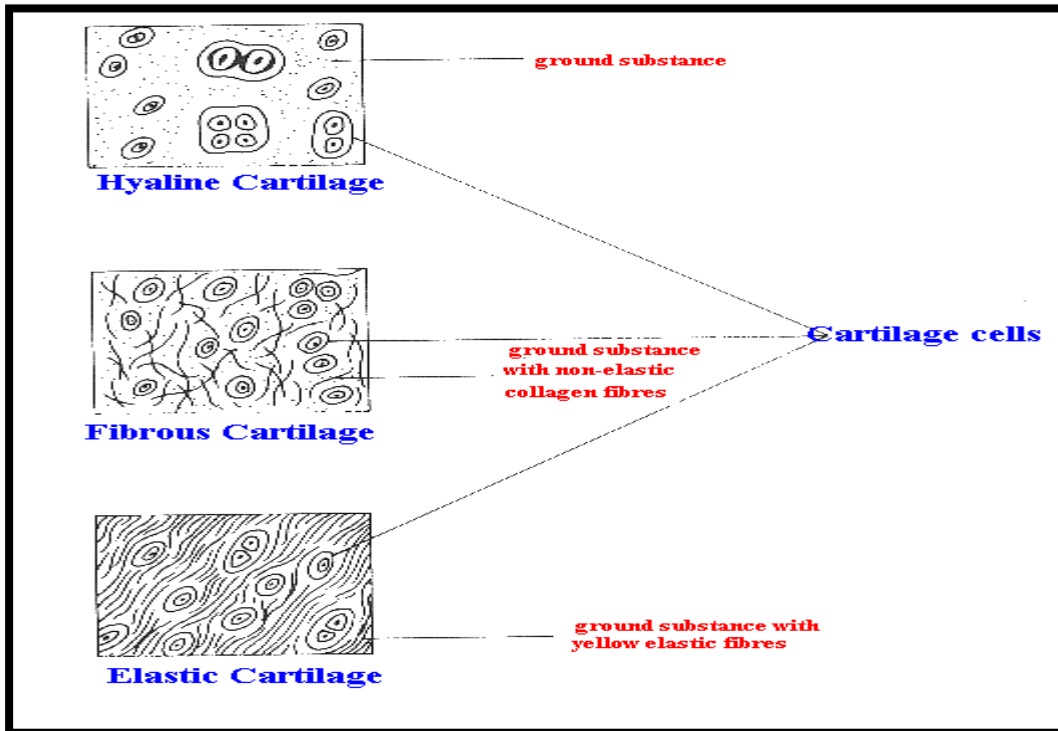 ground substance
Hyaline Cartilage
Cartilage cells
ground substance
with non-elastic
collagen fibres
Fibrous Cartilage
ground substance with
yellow elastic fibres
Elastic Cartilage